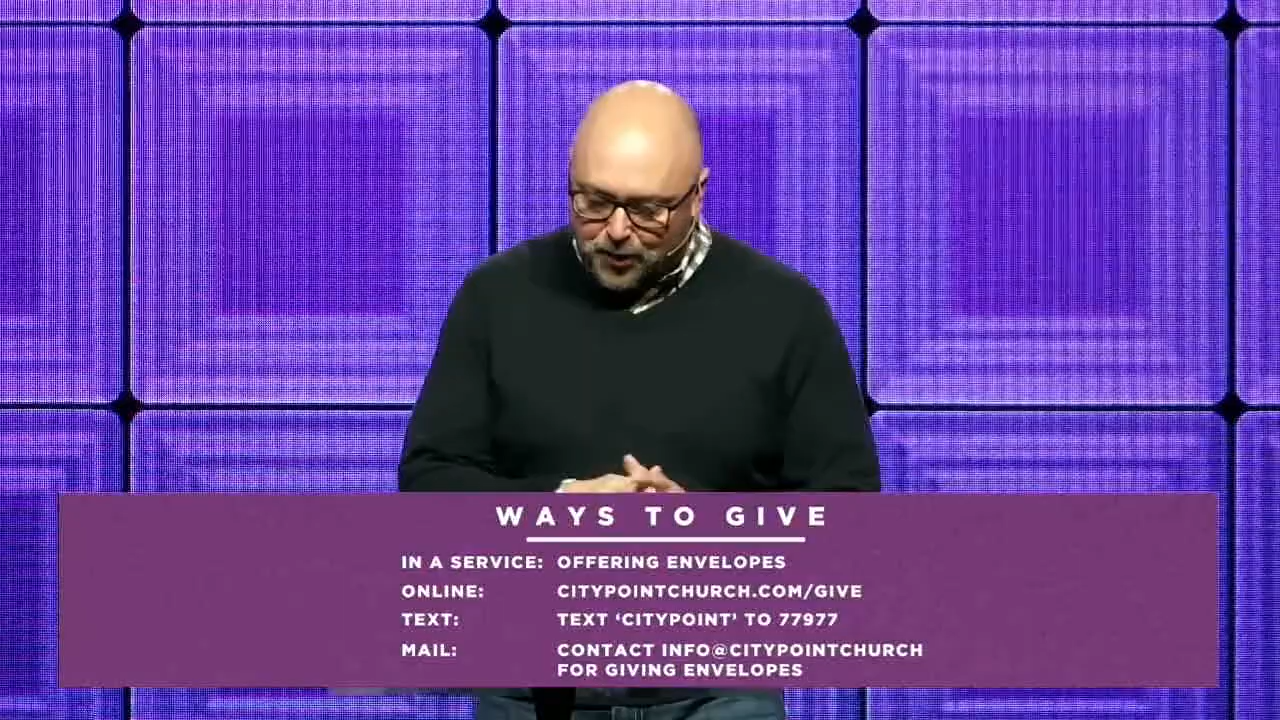 WAYS TO GIVE
IN A SERVICE: OFFERING ENVELOPES
ONLINE: CITYPOINTCHURCH.COM/GIVE
TEXT: TEXT 'CITYPOINT' TO
MAIL: CONTACT INFO@CITYPOINTCHURCH
FOR GIVING ENVELOPES